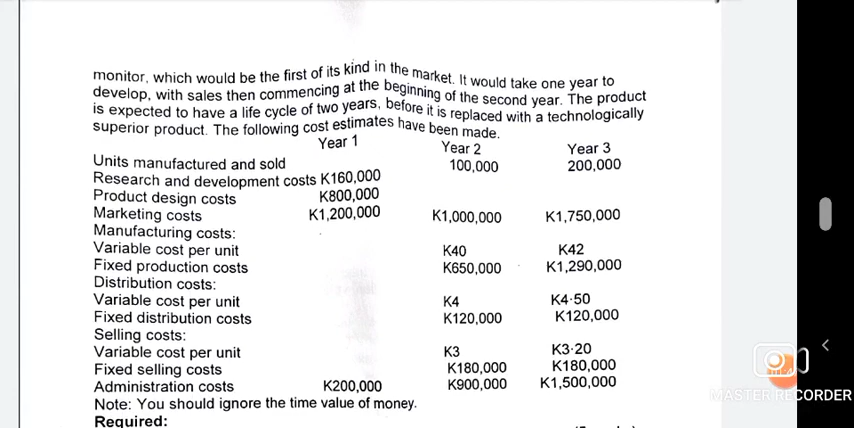 monitor, which would be the first of its kind in the market. It would take one year to
develop, with sales then commencing at the beginning of the second year. The product
is expected to have a life cycle of two years, before it is replaced with a technologically
superior product. The following cost estimates have been made.
Year 1 Year 2 Year 3
Units manufactured and sold 100,000 200,000
Research and development costs K160,000
Product design costs K800,000
Marketing costs K1,200,000 K1,000,000 K1,750,000
Manufacturing costs:
Variable cost per unit K40 K42
Fixed production costs K650,000 K1,290,000
Distribution costs:
Variable cost per unit K4 K4·50
Fixed distribution costs K120,000 K120,000
Selling costs:
Variable cost per unit K3 K3·20
Fixed selling costs K180,000 K180,000
Administration costs K200,000 K900,000 K1,500,000
Note: You should ignore the time value of money.
Required: